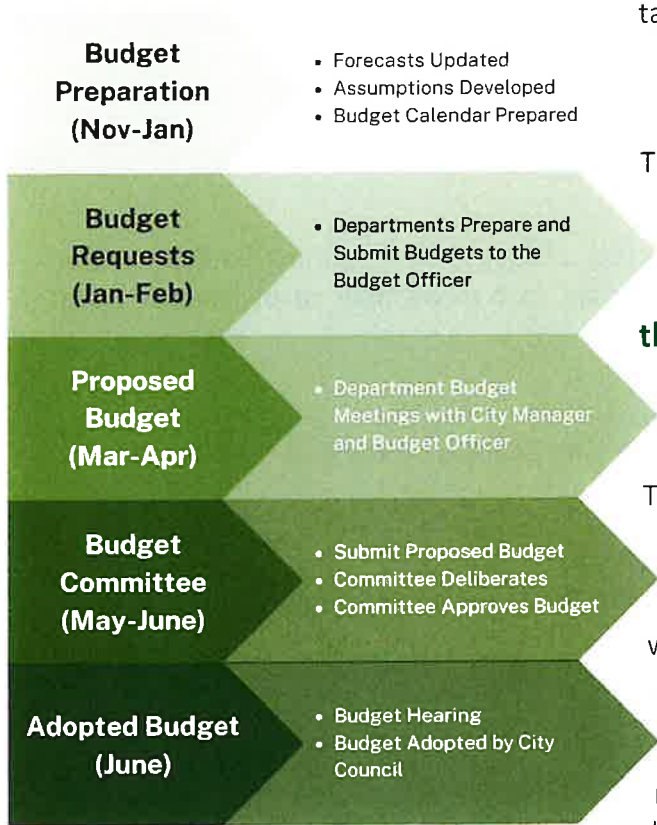 Budget
Preparation
(Nov-Jan)
• Forecasts Updated
• Assumptions Developed
• Budget Calendar Prepared
Budget
Requests
(Jan-Feb)
• Departments Prepare and
Submit Budgets to the
Budget Officer
Proposed
Budget
(Mar-Apr)
• Department Budget
Meetings with City Manager
and Budget Officer
Budget
Committee
(May-June)
• Submit Proposed Budget
• Committee Deliberates
• Committee Approves Budget
Adopted Budget
(June)
• Budget Hearing
• Budget Adopted by City
Council